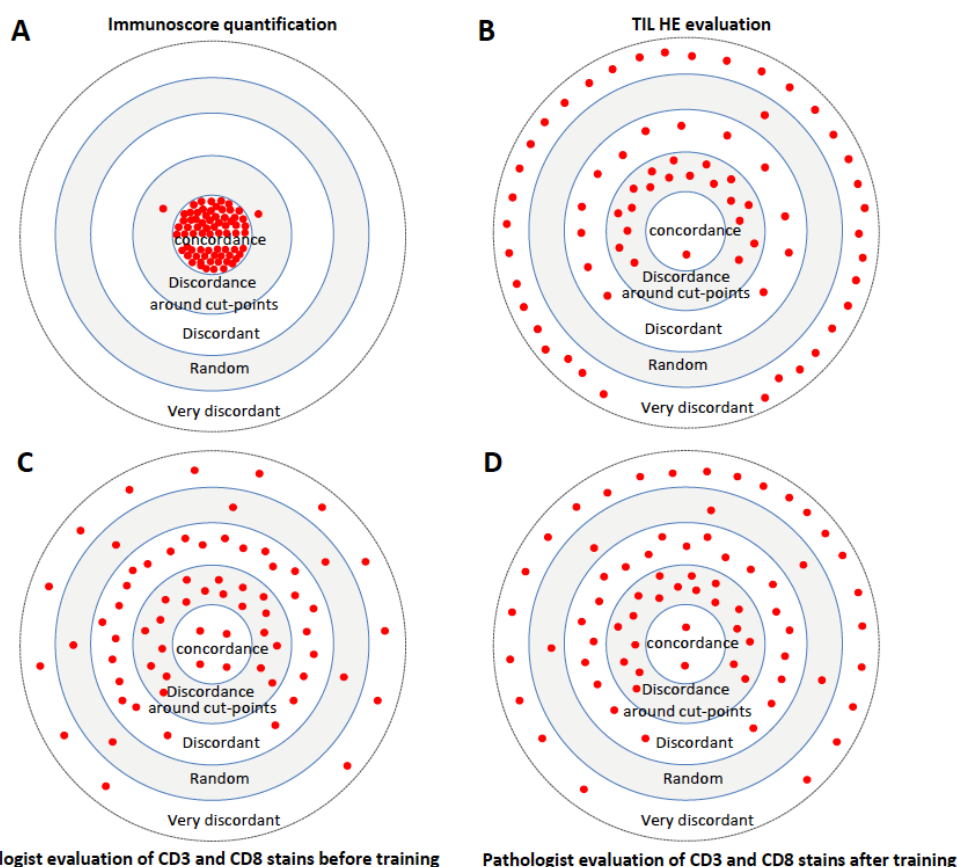 A
Immunoscore quantification
concordance
Discordance
around cut-points
Discordant
Random
Very discordant
B
TIL HE evaluation
concordance
Discordance
around cut-points
Discordant
Random
Very discordant
C
concordance
Discordance
around cut-points
Discordant
Random
Very discordant
logist evaluation of CD3 and CD8 stains before training
D
concordance
Discordance
around cut-points
Discordant
Random
Very discordant
Pathologist evaluation of CD3 and CD8 stains after training